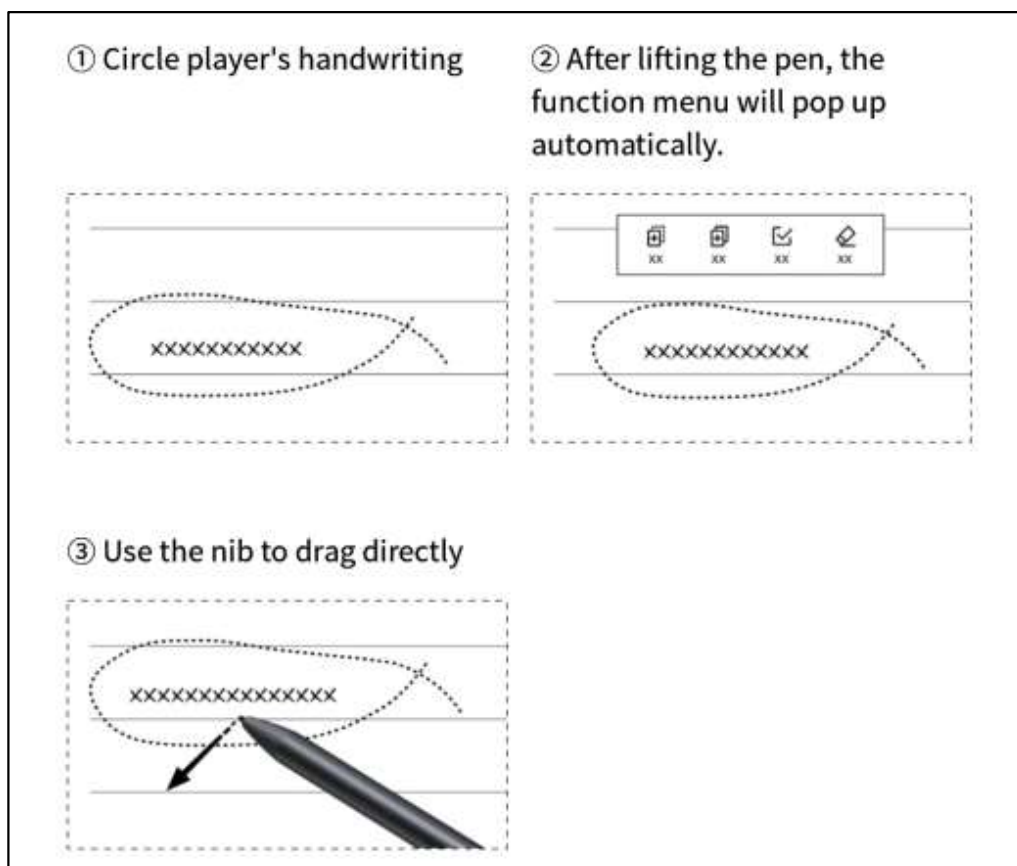 ① Circle player's handwriting
② After lifting the pen, the
function menu will pop up
automatically.
xxxxxxxxxxx
xx xx xx xx
xxxxxxxxxxxx
③ Use the nib to drag directly
xxxxxxxxxxxxxxx